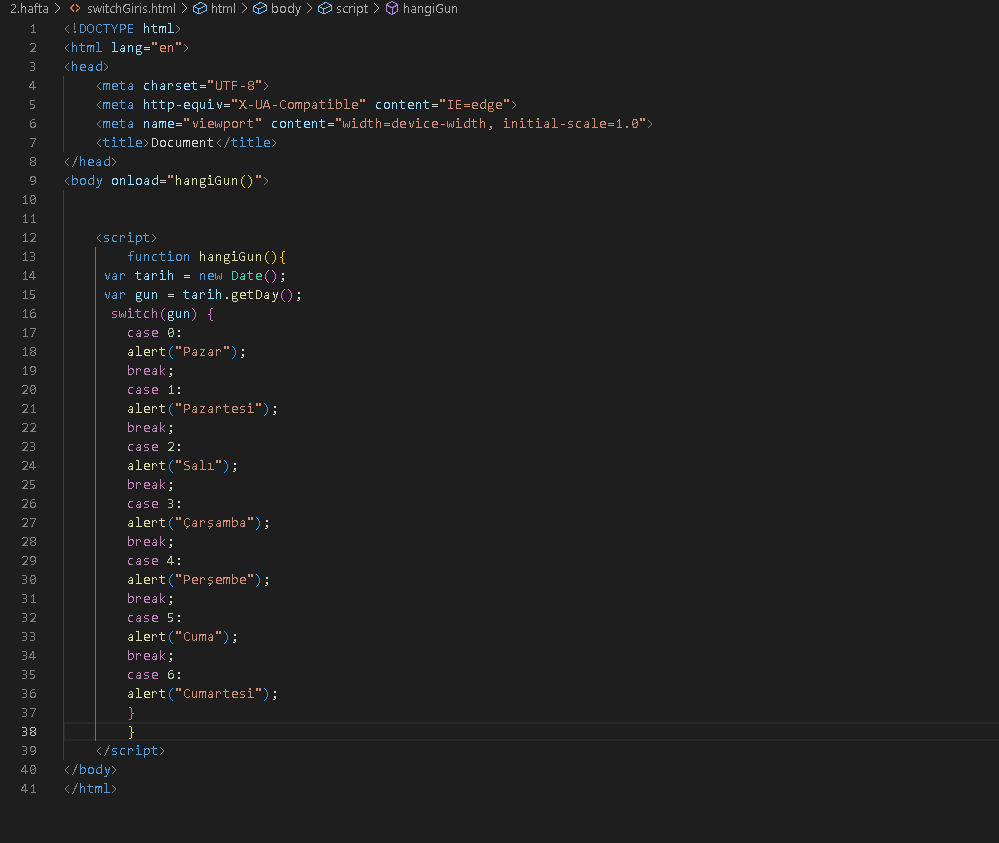 2.hafta > switchGiris.html > html > body > script > hangiGun
1 <!DOCTYPE html>
2 <html lang="en">
3 <head>
4     <meta charset="UTF-8">
5     <meta http-equiv="X-UA-Compatible" content="IE=edge">
6     <meta name="viewport" content="width=device-width, initial-scale=1.0">
7     <title>Document</title>
8 </head>
9 <body onload="hangiGun()">
10
11
12     <script>
13         function hangiGun(){
14      var tarih = new Date();
15      var gun = tarih.getDay();
16       switch(gun) {
17         case 0:
18         alert("Pazar");
19         break;
20         case 1:
21         alert("Pazartesi");
22         break;
23         case 2:
24         alert("Salı");
25         break;
26         case 3:
27         alert("Çarşamba");
28         break;
29         case 4:
30         alert("Perşembe");
31         break;
32         case 5:
33         alert("Cuma");
34         break;
35         case 6:
36         alert("Cumartesi");
37         }
38         }
39     </script>
40 </body>
41 </html>